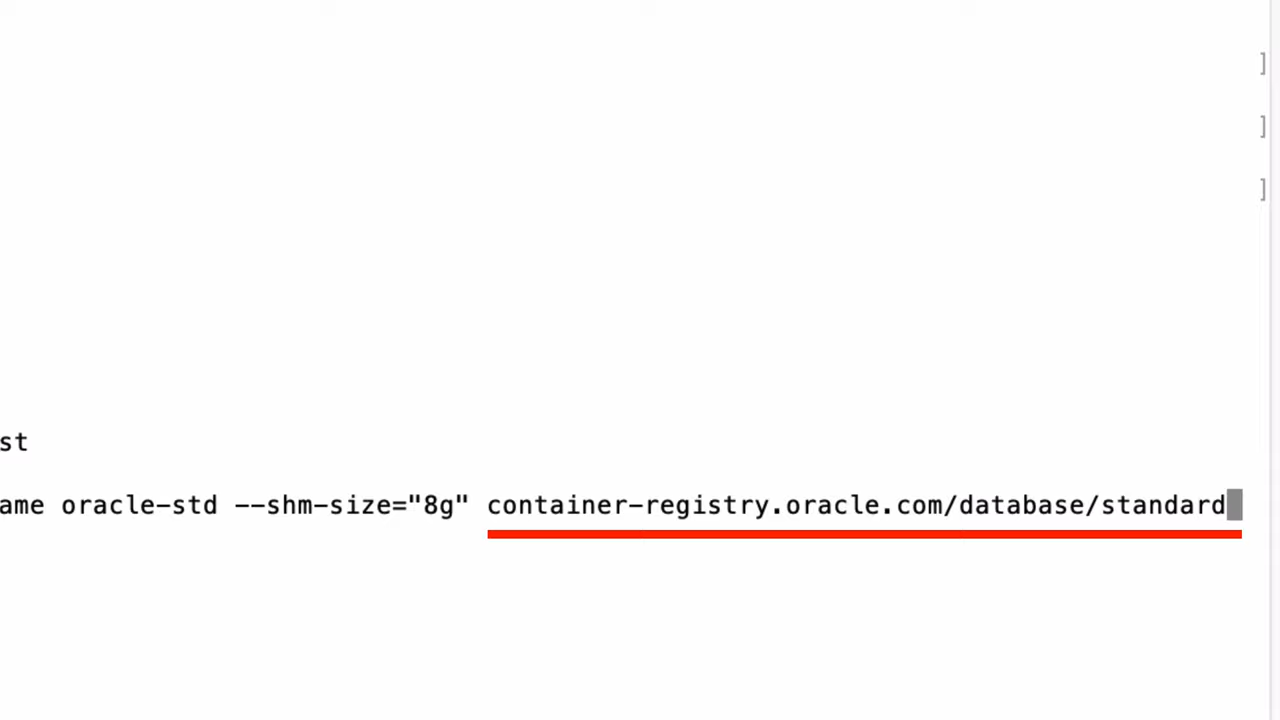 ]
]
]
st
ame oracle-std --shm-size="8g" container-registry.oracle.com/database/standard